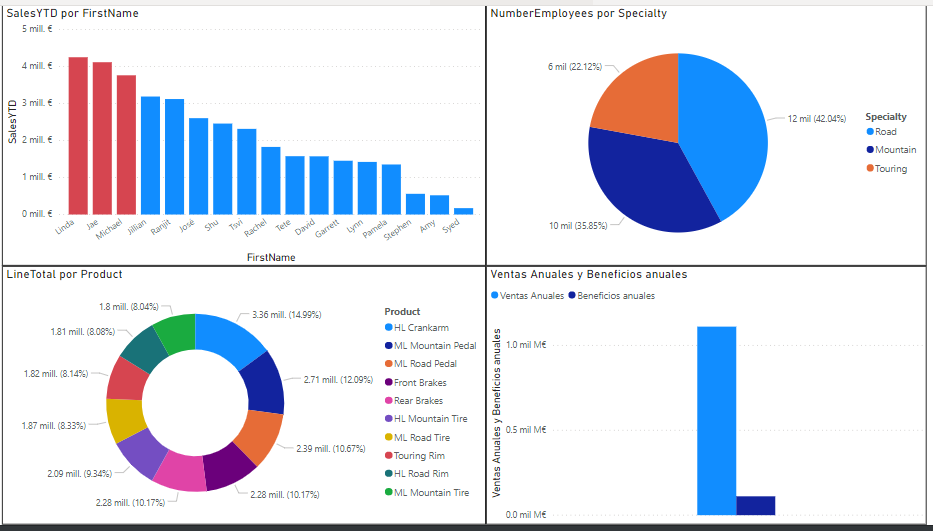 SalesYTD por FirstName
5 mill. €
4 mill. €
3 mill. €
2 mill. €
1 mill. €
0 mill. €
SalesYTD
Linda
Jae
Michael
Jillian
Ranjit
José
Shu
Tsvi
Rachel
Tete
David
Garrett
Lynn
Pamela
Stephen
Amy
Syed
FirstName
NumberEmployees por Specialty
6 mil (22.12%)
12 mil (42.04%)
10 mil (35.85%)
Specialty
Road
Mountain
Touring
LineTotal por Product
1.8 mill. (8.04%)
3.36 mill. (14.99%)
1.81 mill. (8.08%)
2.71 mill. (12.09%)
1.82 mill. (8.14%)
1.87 mill. (8.33%)
2.39 mill. (10.67%)
2.09 mill. (9.34%)
2.28 mill. (10.17%)
2.28 mill. (10.17%)
Product
HL Crankarm
ML Mountain Pedal
ML Road Pedal
Front Brakes
Rear Brakes
HL Mountain Tire
ML Road Tire
Touring Rim
HL Road Rim
ML Mountain Tire
Ventas Anuales y Beneficios anuales
Ventas Anuales
Beneficios anuales
1.0 mil M€
0.5 mil M€
0.0 mil M€
Ventas Anuales y Beneficios anuales